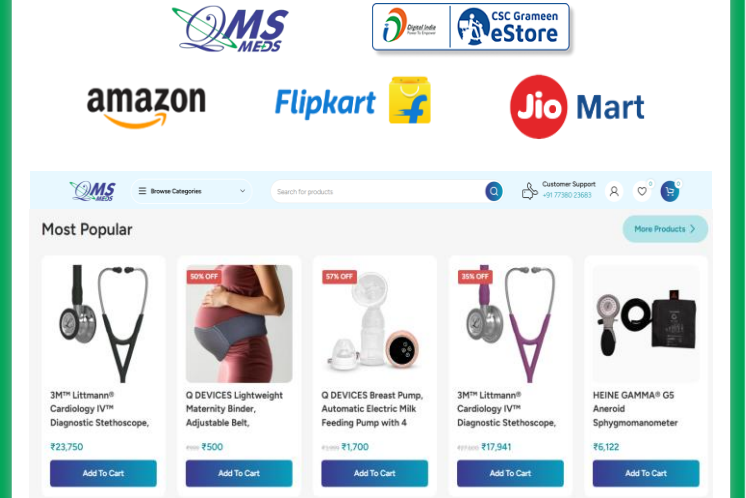 QMS
MEDS
Digital India
Power To Empower
CSC Grameen
eStore
amazon
Flipkart
Jio Mart
QMS
MEDS
Browse Categories
Search for products
Customer Support
+91 77380 23683
0
0
Most Popular
More Products
50% OFF
57% OFF
35% OFF
3M™ Littmann®
Cardiology IV™
Diagnostic Stethoscope,
₹23,750
Add To Cart
Q DEVICES Lightweight
Maternity Binder,
Adjustable Belt,
₹500
Add To Cart
Q DEVICES Breast Pump,
Automatic Electric Milk
Feeding Pump with 4
₹1,700
Add To Cart
3M™ Littmann®
Cardiology IV™
Diagnostic Stethoscope,
₹17,941
Add To Cart
HEINE GAMMA® G5
Aneroid
Sphygmomanometer
₹6,122
Add To Cart